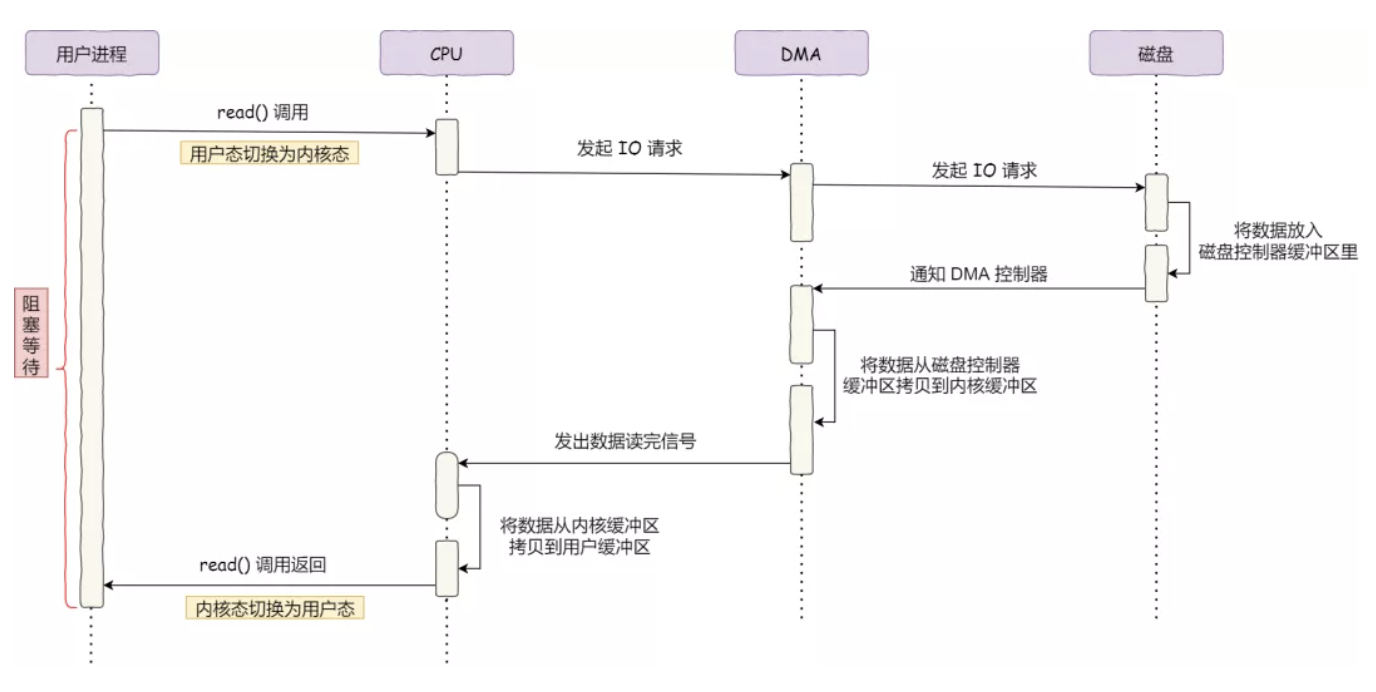 用户进程
CPU
DMA
磁盘
read() 调用
用户态切换为内核态
发起 IO 请求
发起 IO 请求
将数据放入
磁盘控制器缓冲区里
通知 DMA 控制器
阻
塞
等
待
将数据从磁盘控制器
缓冲区拷贝到内核缓冲区
发出数据读完信号
将数据从内核缓冲区
拷贝到用户缓冲区
read() 调用返回
内核态切换为用户态